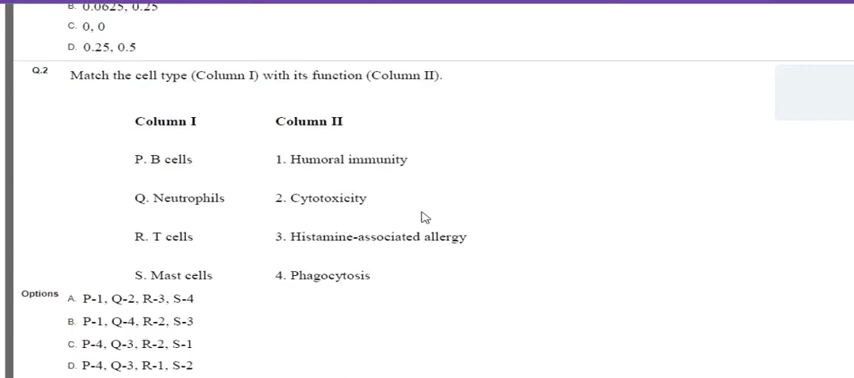 B. 0.0625, 0.25
C. 0, 0
D. 0.25, 0.5
Q.2 Match the cell type (Column I) with its function (Column II).
Column I Column II
P. B cells 1. Humoral immunity
Q. Neutrophils 2. Cytotoxicity
R. T cells 3. Histamine-associated allergy
S. Mast cells 4. Phagocytosis
Options A. P-1, Q-2, R-3, S-4
B. P-1, Q-4, R-2, S-3
C. P-4, Q-3, R-2, S-1
D. P-4, Q-3, R-1, S-2